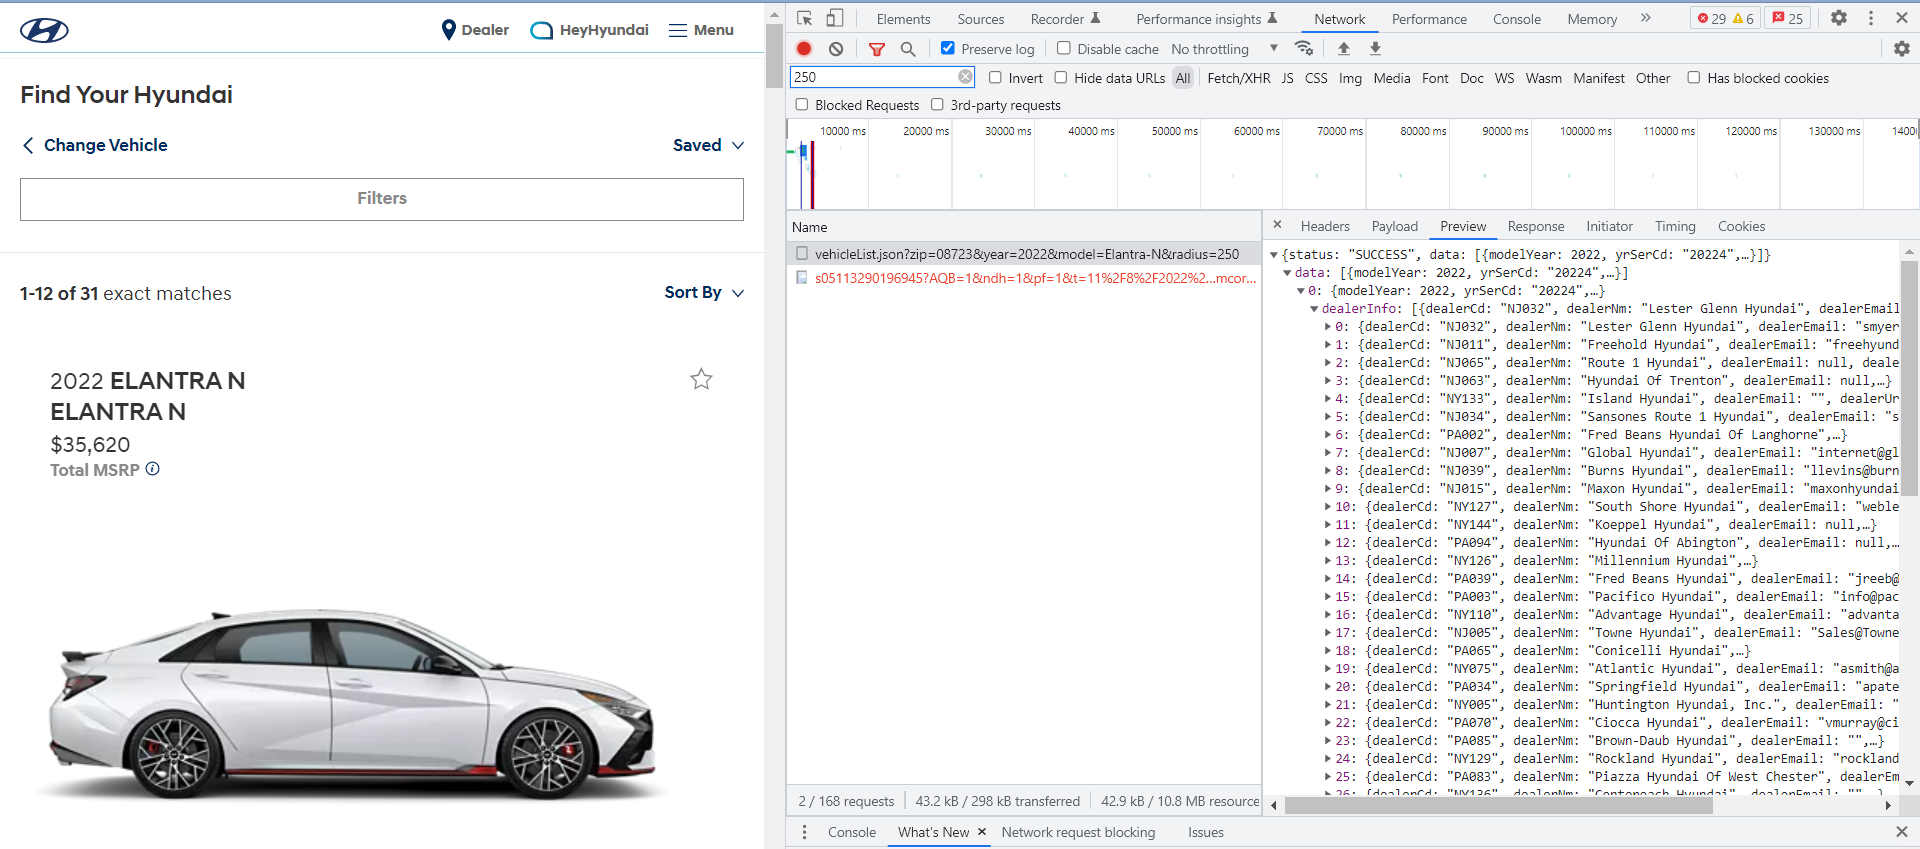 Dealer HeyHyundai Menu
Find Your Hyundai
Change Vehicle Saved
Filters
1-12 of 31 exact matches Sort By
2022 ELANTRA N
ELANTRA N
$35,620
Total MSRP
Elements Sources Recorder Performance insights Network Performance Console Memory 29 6 25
Preserve log Disable cache No throttling
250 Invert Hide data URLs All Fetch/XHR JS CSS Img Media Font Doc WS Wasm Manifest Other Has blocked cookies
Blocked Requests 3rd-party requests
10000 ms 20000 ms 30000 ms 40000 ms 50000 ms 60000 ms 70000 ms 80000 ms 90000 ms 100000 ms 110000 ms 120000 ms 130000 ms 1400
Name
vehicleList.json?zip=08723&year=2022&model=Elantra-N&radius=250
s05113290196945?AQB=1&ndh=1&pf=1&t=11%2F8%2F2022%2...mcor...
2 / 168 requests 43.2 kB / 298 kB transferred 42.9 kB / 10.8 MB resource
Headers Payload Preview Response Initiator Timing Cookies
{status: "SUCCESS", data: [{modelYear: 2022, yrSerCd: "20224",…}]}
data: [{modelYear: 2022, yrSerCd: "20224",…}]
0: {modelYear: 2022, yrSerCd: "20224",…}
dealerInfo: [{dealerCd: "NJ032", dealerNm: "Lester Glenn Hyundai", dealerEmail
0: {dealerCd: "NJ032", dealerNm: "Lester Glenn Hyundai", dealerEmail: "smyer
1: {dealerCd: "NJ011", dealerNm: "Freehold Hyundai", dealerEmail: "freehyund
2: {dealerCd: "NJ065", dealerNm: "Route 1 Hyundai", dealerEmail: null, deale
3: {dealerCd: "NJ063", dealerNm: "Hyundai Of Trenton", dealerEmail: null,…}
4: {dealerCd: "NY133", dealerNm: "Island Hyundai", dealerEmail: "", dealerUr
5: {dealerCd: "NJ034", dealerNm: "Sansones Route 1 Hyundai", dealerEmail: "s
6: {dealerCd: "PA002", dealerNm: "Fred Beans Hyundai Of Langhorne",…}
7: {dealerCd: "NJ007", dealerNm: "Global Hyundai", dealerEmail: "internet@gl
8: {dealerCd: "NJ039", dealerNm: "Burns Hyundai", dealerEmail: "llevins@burn
9: {dealerCd: "NJ015", dealerNm: "Maxon Hyundai", dealerEmail: "maxonhyundai
10: {dealerCd: "NY127", dealerNm: "South Shore Hyundai", dealerEmail: "weble
11: {dealerCd: "NY144", dealerNm: "Koeppel Hyundai", dealerEmail: null,…}
12: {dealerCd: "PA094", dealerNm: "Hyundai Of Abington", dealerEmail: null,…
13: {dealerCd: "NY126", dealerNm: "Millennium Hyundai",…}
14: {dealerCd: "PA039", dealerNm: "Fred Beans Hyundai", dealerEmail: "jreeb@
15: {dealerCd: "PA003", dealerNm: "Pacifico Hyundai", dealerEmail: "info@pac
16: {dealerCd: "NY110", dealerNm: "Advantage Hyundai", dealerEmail: "advanta
17: {dealerCd: "NJ005", dealerNm: "Towne Hyundai", dealerEmail: "Sales@Towne
18: {dealerCd: "PA065", dealerNm: "Conicelli Hyundai",…}
19: {dealerCd: "NY075", dealerNm: "Atlantic Hyundai", dealerEmail: "asmith@a
20: {dealerCd: "PA034", dealerNm: "Springfield Hyundai", dealerEmail: "apate
21: {dealerCd: "NY005", dealerNm: "Huntington Hyundai, Inc.", dealerEmail: "
22: {dealerCd: "PA070", dealerNm: "Ciocca Hyundai", dealerEmail: "vmurray@ci
23: {dealerCd: "PA085", dealerNm: "Brown-Daub Hyundai", dealerEmail: "",…}
24: {dealerCd: "NY129", dealerNm: "Rockland Hyundai", dealerEmail: "rockland
25: {dealerCd: "PA083", dealerNm: "Piazza Hyundai Of West Chester", dealerEm
26: {dealerCd: "NY136", dealerNm: "Centereach Hyundai", dealerEmail: "",…}
Console What's New Network request blocking Issues